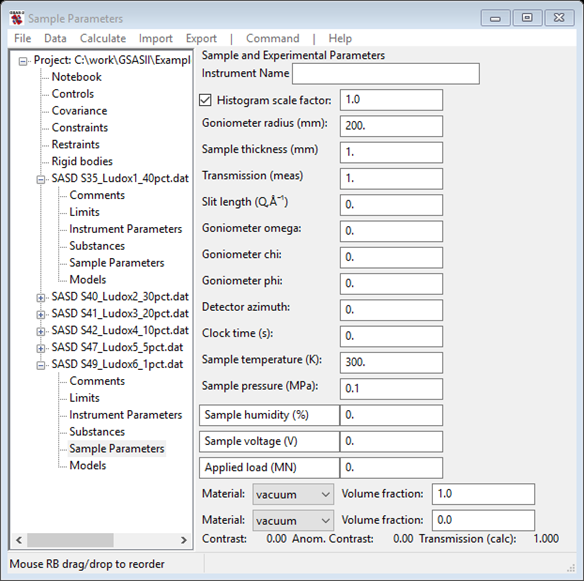 GSAS II
Sample Parameters
File Data Calculate Import Export | Command | Help
Project: C:\work\GSASII\Exampl
Notebook
Controls
Covariance
Constraints
Restraints
Rigid bodies
SASD S35_Ludox1_40pct.dat
Comments
Limits
Instrument Parameters
Substances
Sample Parameters
Models
SASD S40_Ludox2_30pct.dat
SASD S41_Ludox3_20pct.dat
SASD S42_Ludox4_10pct.dat
SASD S47_Ludox5_5pct.dat
SASD S49_Ludox6_1pct.dat
Comments
Limits
Instrument Parameters
Substances
Sample Parameters
Models
Sample and Experimental Parameters
Instrument Name
Histogram scale factor: 1.0
Goniometer radius (mm): 200.
Sample thickness (mm) 1.
Transmission (meas) 1.
Slit length (Q,Å⁻¹) 0.
Goniometer omega: 0.
Goniometer chi: 0.
Goniometer phi: 0.
Detector azimuth: 0.
Clock time (s): 0.
Sample temperature (K): 300.
Sample pressure (MPa): 0.1
Sample humidity (%) 0.
Sample voltage (V) 0.
Applied load (MN) 0.
Material: vacuum Volume fraction: 1.0
Material: vacuum Volume fraction: 0.0
Contrast: 0.00 Anom. Contrast: 0.00 Transmission (calc): 1.000
Mouse RB drag/drop to reorder